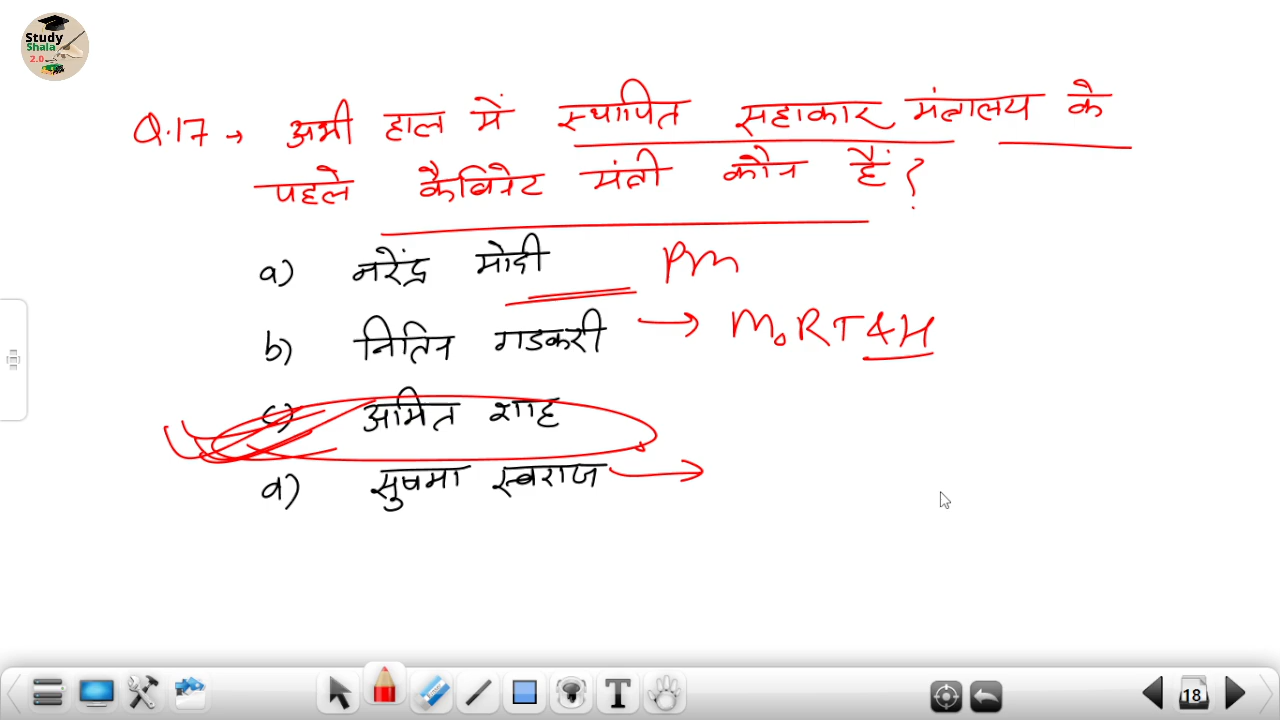 Study
Shala
2.0
Q.17 → अभी हाल में स्थापित सहाकार मंत्रालय के
पहले कैबिनेट मंत्री कौन हैं?
a) नरेंद्र मोदी PM
b) नितिन गडकरी → MoRT&H
c) अमित शाह
d) सुषमा स्वराज →
T
18